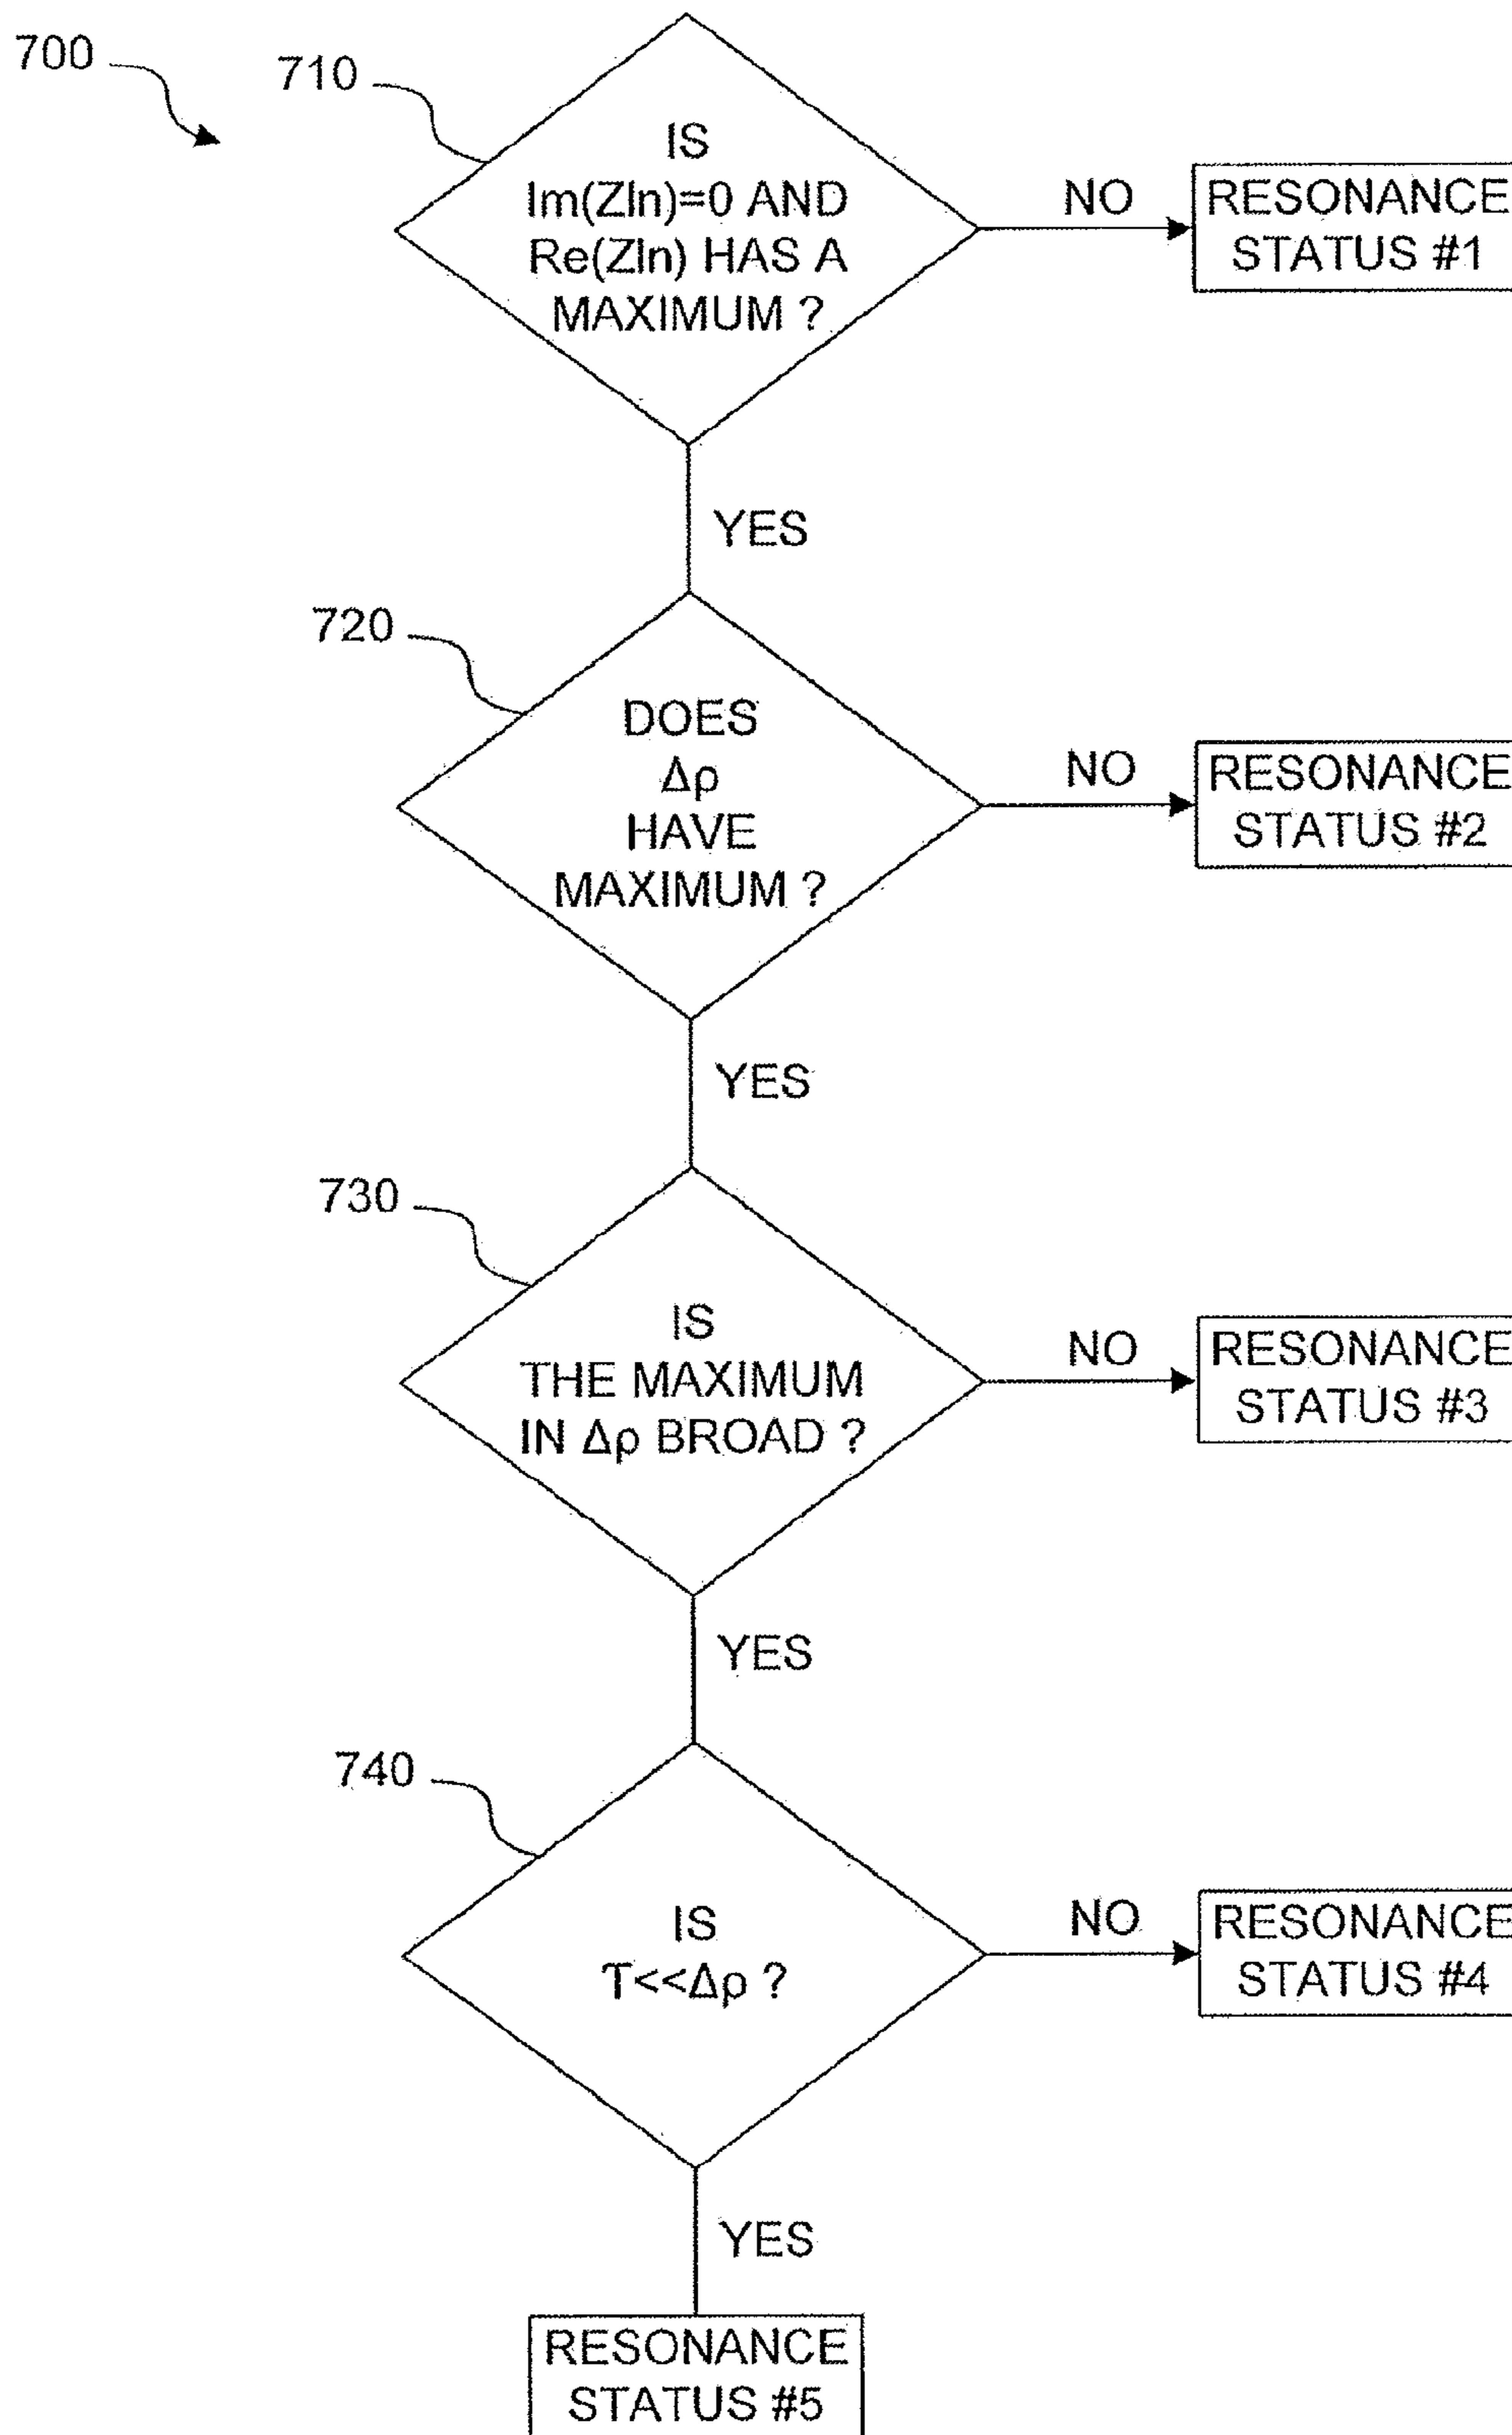 700
710
IS
Im(ZIn)=0 AND
Re(ZIn) HAS A
MAXIMUM ?
NO
RESONANCE
STATUS #1
YES
720
DOES
Δρ
HAVE
MAXIMUM ?
NO
RESONANCE
STATUS #2
YES
730
IS
THE MAXIMUM
IN Δρ BROAD ?
NO
RESONANCE
STATUS #3
YES
740
IS
T<<Δρ ?
NO
RESONANCE
STATUS #4
YES
RESONANCE
STATUS #5